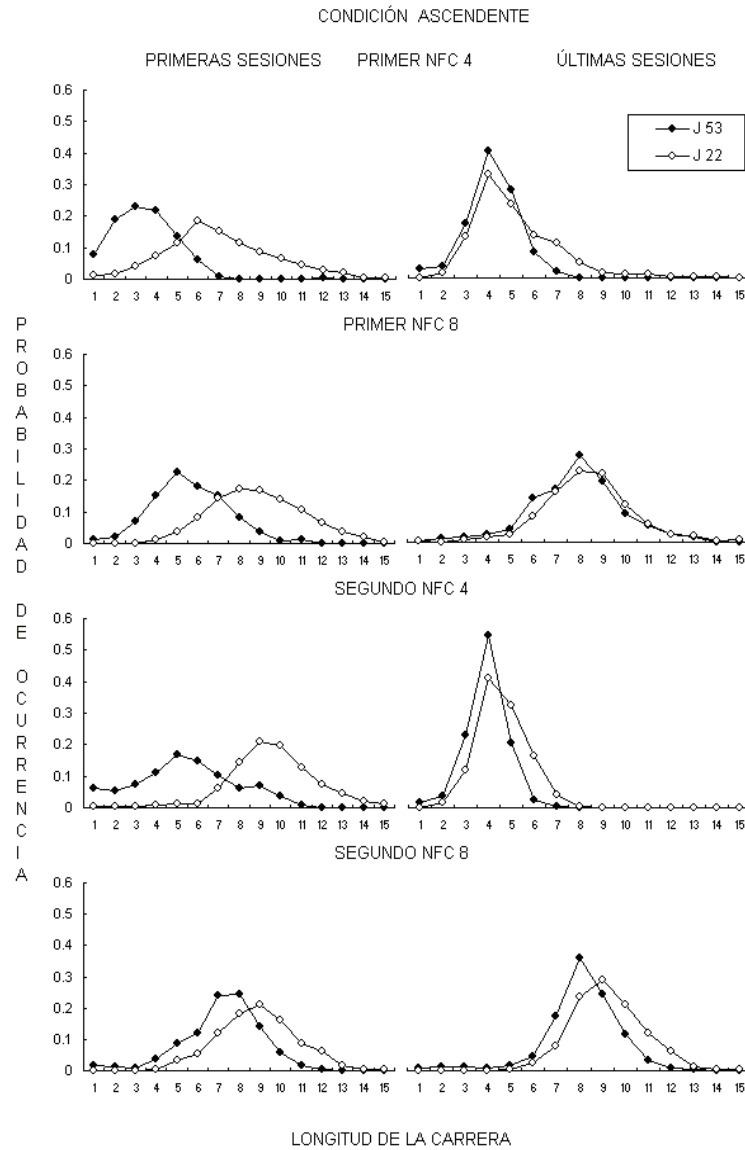 CONDICIÓN ASCENDENTE
PRIMERAS SESIONES PRIMER NFC 4 ÚLTIMAS SESIONES
0.6
0.5
0.4
0.3
0.2
0.1
0
J 53
J 22
1 2 3 4 5 6 7 8 9 10 11 12 13 14 15
1 2 3 4 5 6 7 8 9 10 11 12 13 14 15
PRIMER NFC 8
0.6
0.5
0.4
0.3
0.2
0.1
0
1 2 3 4 5 6 7 8 9 10 11 12 13 14 15
1 2 3 4 5 6 7 8 9 10 11 12 13 14 15
SEGUNDO NFC 4
0.6
0.5
0.4
0.3
0.2
0.1
0
1 2 3 4 5 6 7 8 9 10 11 12 13 14 15
1 2 3 4 5 6 7 8 9 10 11 12 13 14 15
SEGUNDO NFC 8
0.6
0.5
0.4
0.3
0.2
0.1
0
1 2 3 4 5 6 7 8 9 10 11 12 13 14 15
1 2 3 4 5 6 7 8 9 10 11 12 13 14 15
PROBABILIDAD DE OCURRENCIA
LONGITUD DE LA CARRERA